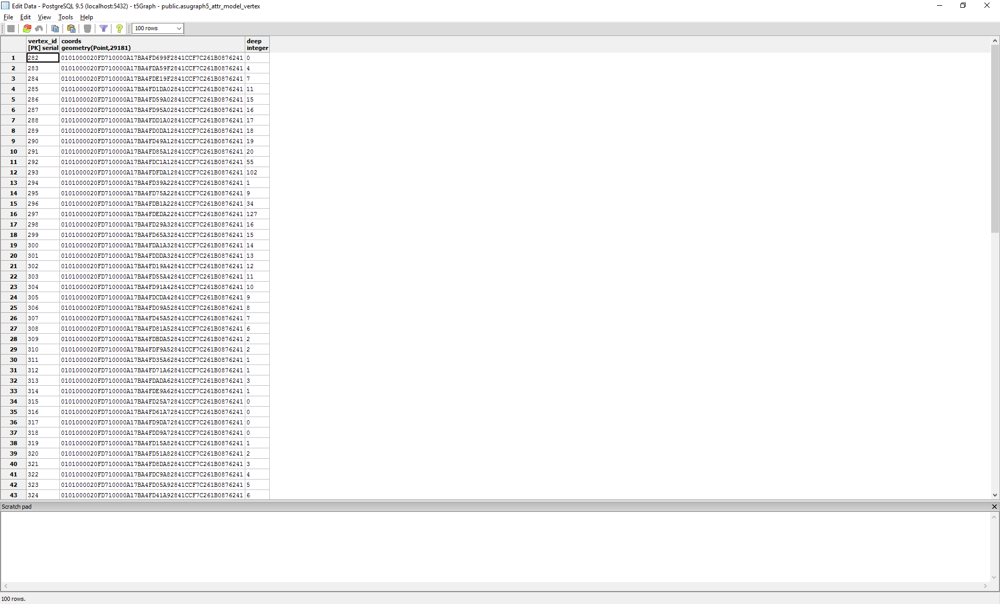 Edit Data - PostgreSQL 9.5 (localhost:5432) - t5Graph - public.asugraph5_attr_model_vertex
File Edit View Tools Help
100 rows
vertex_id coords deep
[PK] serial geometry(Point,29181) integer
1 282 0101000020FD710000A17BA4FD699F2841CCF7C261B0876241 0
2 283 0101000020FD710000A17BA4FDA59F2841CCF7C261B0876241 4
3 284 0101000020FD710000A17BA4FDE19F2841CCF7C261B0876241 7
4 285 0101000020FD710000A17BA4FD1DA02841CCF7C261B0876241 11
5 286 0101000020FD710000A17BA4FD59A02841CCF7C261B0876241 15
6 287 0101000020FD710000A17BA4FD95A02841CCF7C261B0876241 16
7 288 0101000020FD710000A17BA4FDD1A02841CCF7C261B0876241 17
8 289 0101000020FD710000A17BA4FD0DA12841CCF7C261B0876241 18
9 290 0101000020FD710000A17BA4FD49A12841CCF7C261B0876241 19
10 291 0101000020FD710000A17BA4FD85A12841CCF7C261B0876241 20
11 292 0101000020FD710000A17BA4FDC1A12841CCF7C261B0876241 55
12 293 0101000020FD710000A17BA4FDFDA12841CCF7C261B0876241 102
13 294 0101000020FD710000A17BA4FD39A22841CCF7C261B0876241 1
14 295 0101000020FD710000A17BA4FD75A22841CCF7C261B0876241 9
15 296 0101000020FD710000A17BA4FDB1A22841CCF7C261B0876241 34
16 297 0101000020FD710000A17BA4FDEDA22841CCF7C261B0876241 127
17 298 0101000020FD710000A17BA4FD29A32841CCF7C261B0876241 16
18 299 0101000020FD710000A17BA4FD65A32841CCF7C261B0876241 15
19 300 0101000020FD710000A17BA4FDA1A32841CCF7C261B0876241 14
20 301 0101000020FD710000A17BA4FDDDA32841CCF7C261B0876241 13
21 302 0101000020FD710000A17BA4FD19A42841CCF7C261B0876241 12
22 303 0101000020FD710000A17BA4FD55A42841CCF7C261B0876241 11
23 304 0101000020FD710000A17BA4FD91A42841CCF7C261B0876241 10
24 305 0101000020FD710000A17BA4FDCDA42841CCF7C261B0876241 9
25 306 0101000020FD710000A17BA4FD09A52841CCF7C261B0876241 8
26 307 0101000020FD710000A17BA4FD45A52841CCF7C261B0876241 7
27 308 0101000020FD710000A17BA4FD81A52841CCF7C261B0876241 6
28 309 0101000020FD710000A17BA4FDBDA52841CCF7C261B0876241 2
29 310 0101000020FD710000A17BA4FDF9A52841CCF7C261B0876241 2
30 311 0101000020FD710000A17BA4FD35A62841CCF7C261B0876241 1
31 312 0101000020FD710000A17BA4FD71A62841CCF7C261B0876241 1
32 313 0101000020FD710000A17BA4FDADA62841CCF7C261B0876241 3
33 314 0101000020FD710000A17BA4FDE9A62841CCF7C261B0876241 1
34 315 0101000020FD710000A17BA4FD25A72841CCF7C261B0876241 0
35 316 0101000020FD710000A17BA4FD61A72841CCF7C261B0876241 0
36 317 0101000020FD710000A17BA4FD9DA72841CCF7C261B0876241 0
37 318 0101000020FD710000A17BA4FDD9A72841CCF7C261B0876241 0
38 319 0101000020FD710000A17BA4FD15A82841CCF7C261B0876241 1
39 320 0101000020FD710000A17BA4FD51A82841CCF7C261B0876241 2
40 321 0101000020FD710000A17BA4FD8DA82841CCF7C261B0876241 3
41 322 0101000020FD710000A17BA4FDC9A82841CCF7C261B0876241 4
42 323 0101000020FD710000A17BA4FD05A92841CCF7C261B0876241 5
43 324 0101000020FD710000A17BA4FD41A92841CCF7C261B0876241 6
Scratch pad
100 rows.